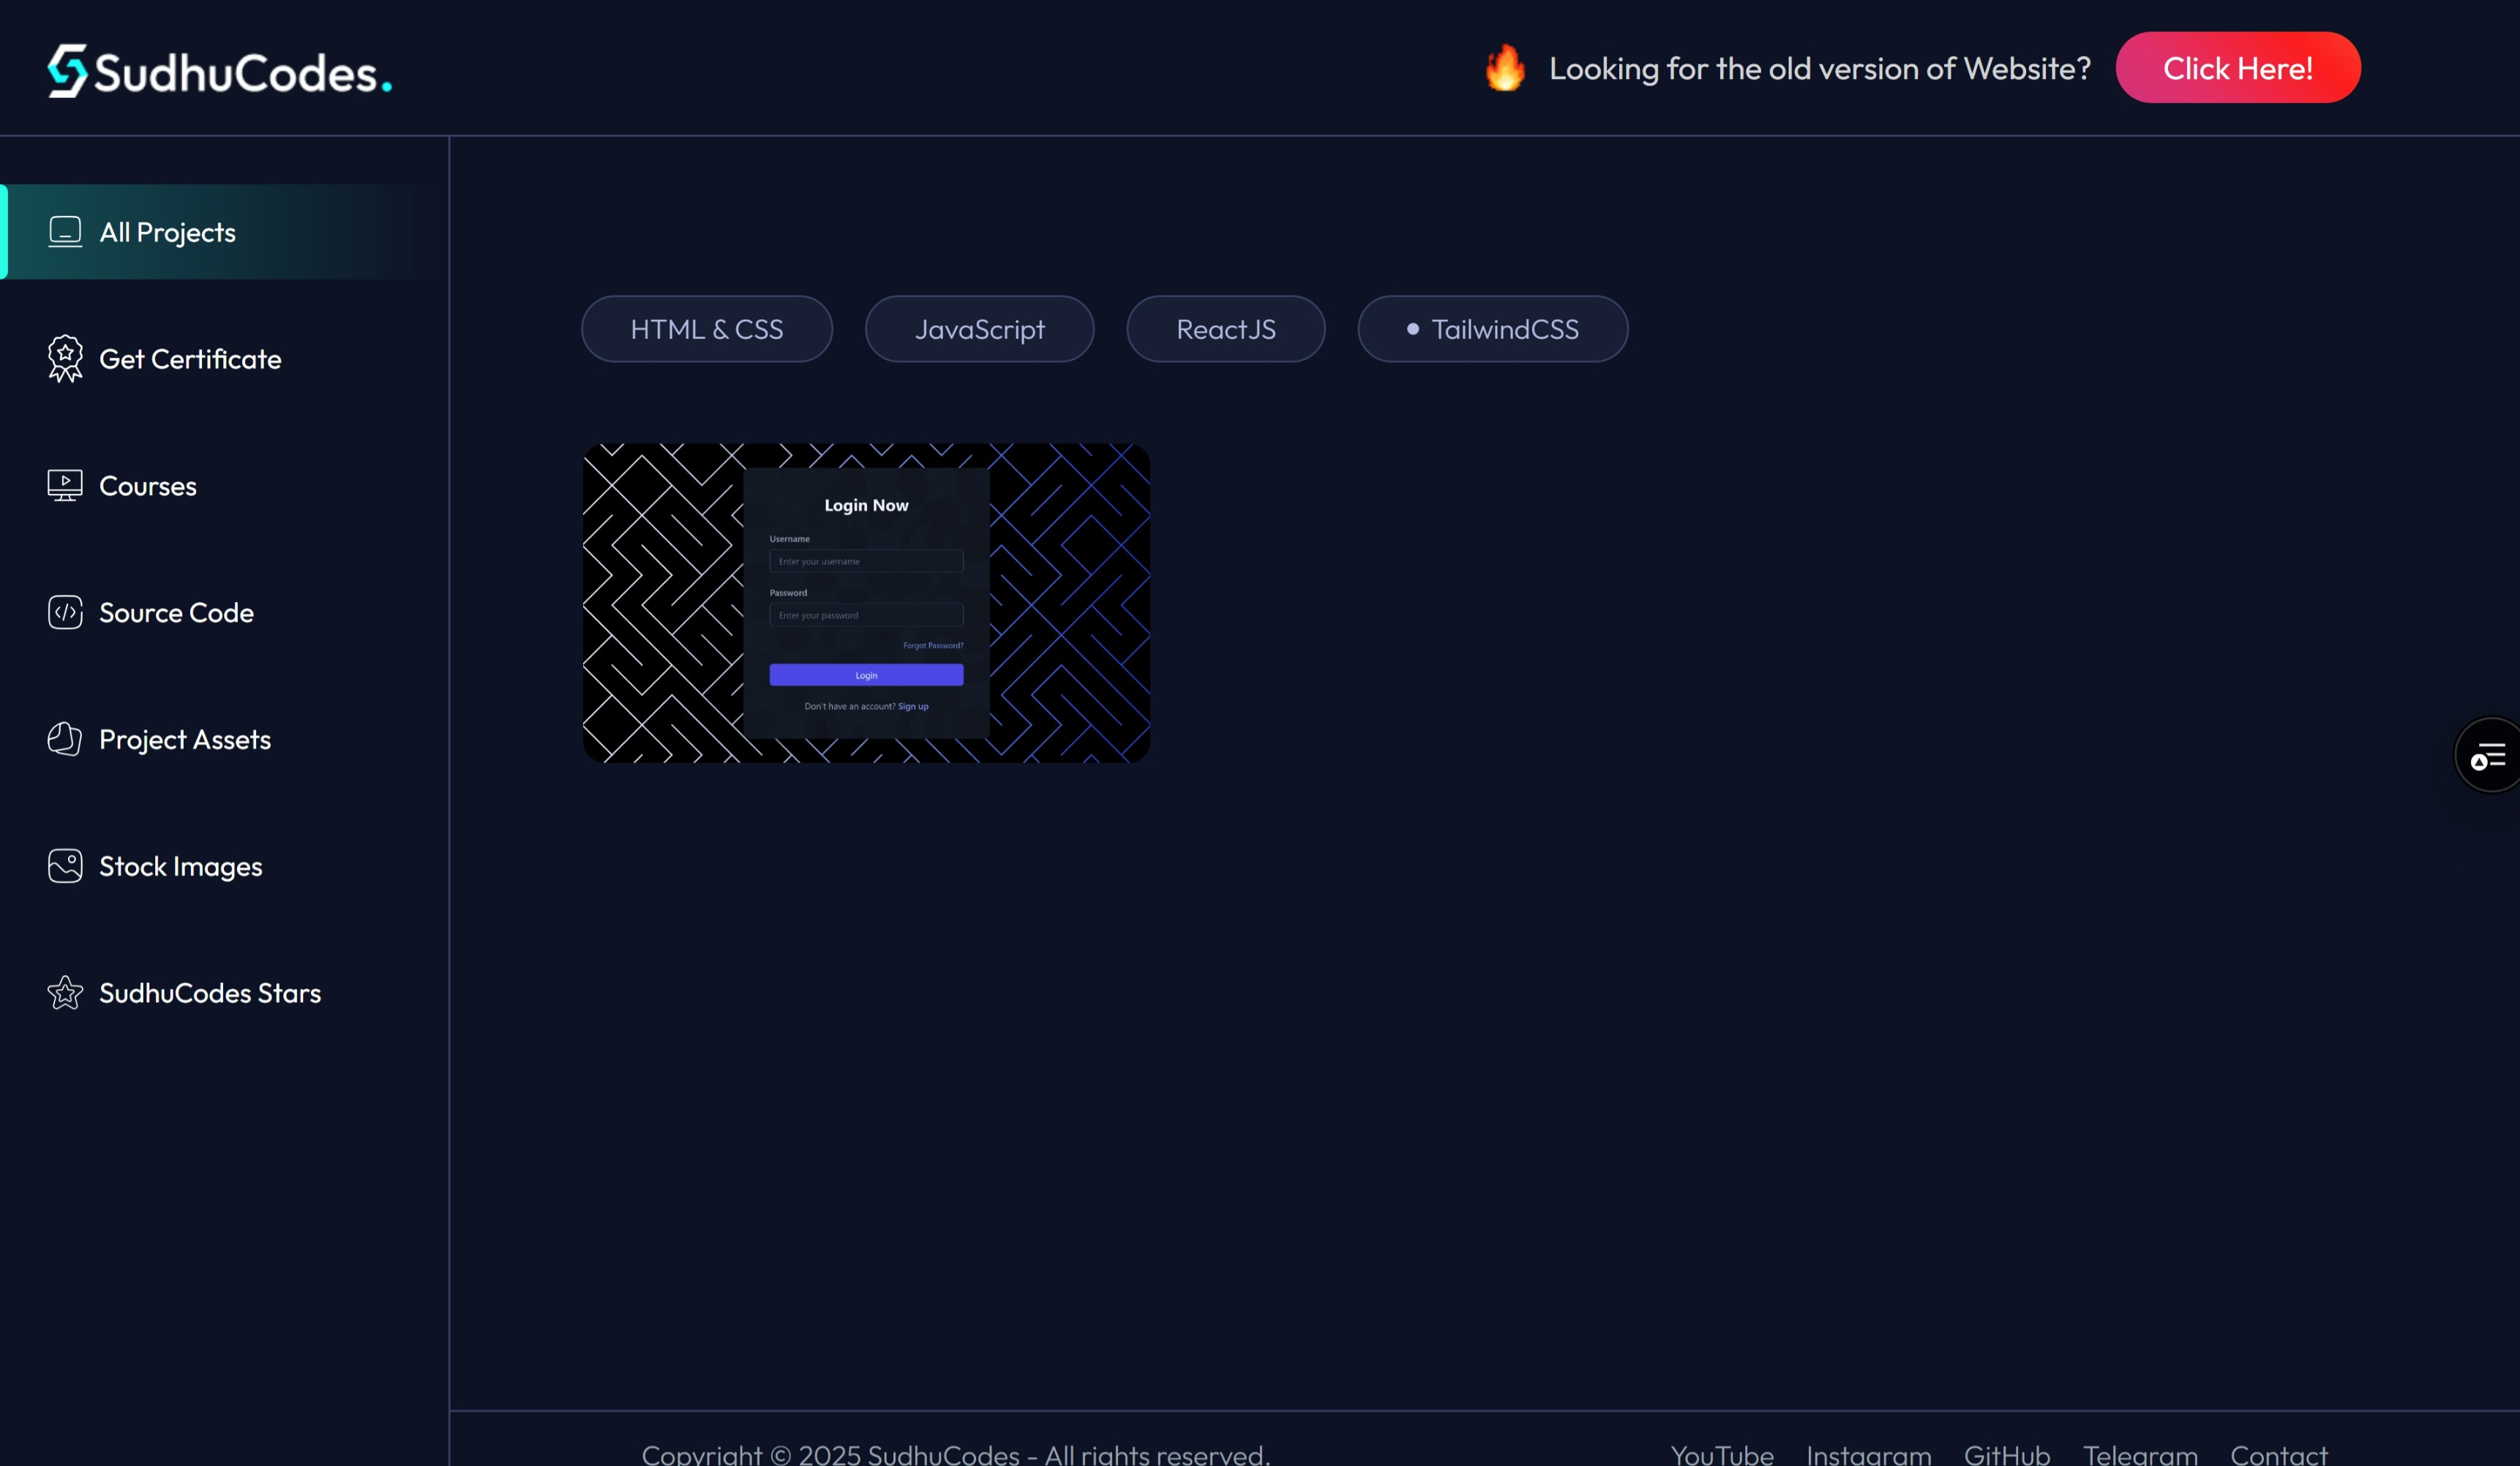 SudhuCodes.
Looking for the old version of Website?
Click Here!
All Projects
Get Certificate
Courses
Source Code
Project Assets
Stock Images
SudhuCodes Stars
HTML & CSS
JavaScript
ReactJS
TailwindCSS
Login Now
Username
Enter your username
Password
Enter your password
Forgot Password?
Login
Don't have an account? Sign up
Copyright © 2025 SudhuCodes - All rights reserved.
YouTube
Instagram
GitHub
Telegram
Contact